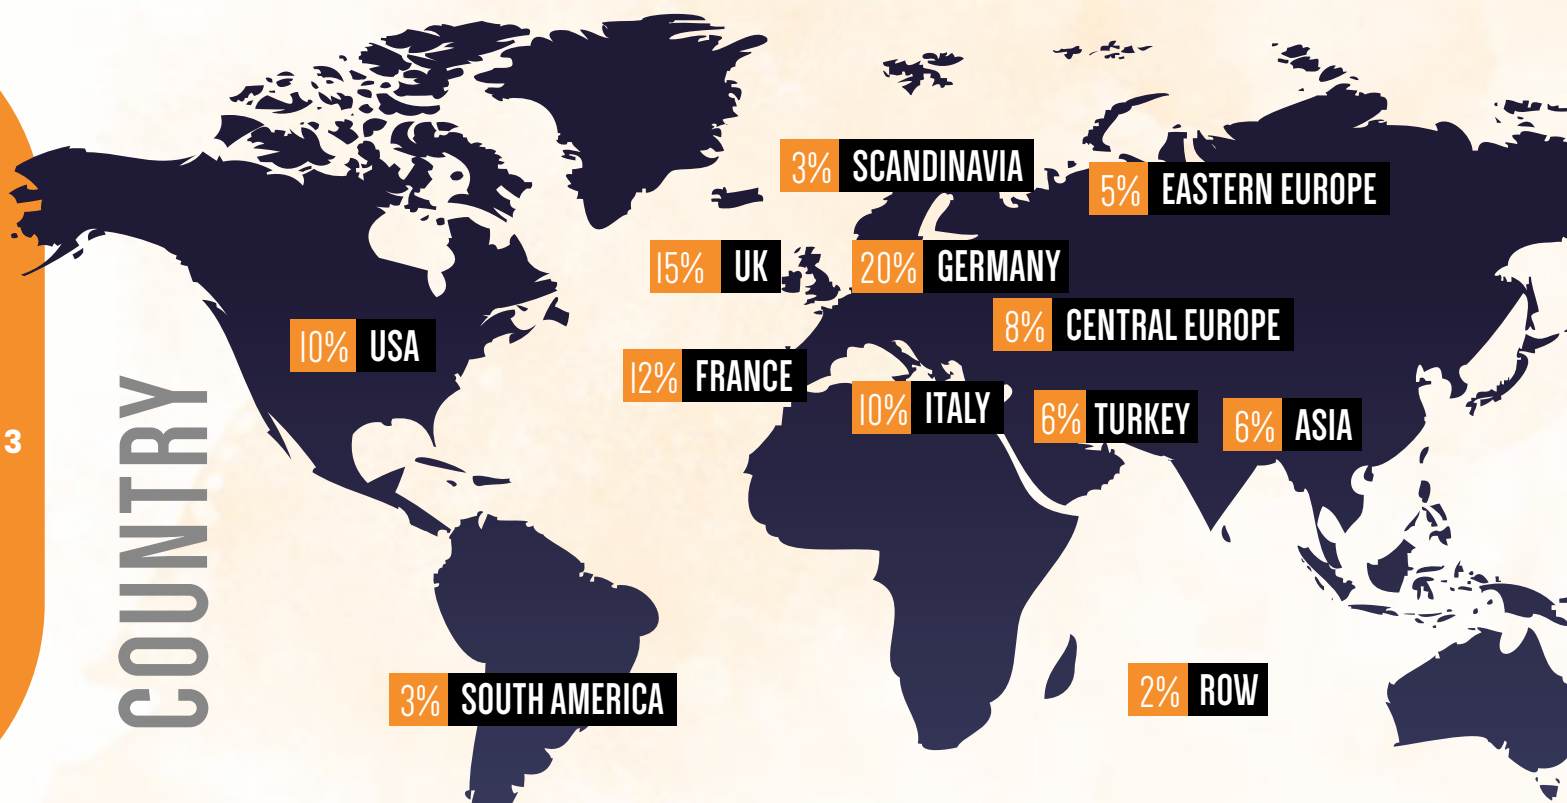 3% SCANDINAVIA
5% EASTERN EUROPE
15% UK
20% GERMANY
8% CENTRAL EUROPE
10% USA
12% FRANCE
10% ITALY
6% TURKEY
6% ASIA
3
COUNTRY
3% SOUTH AMERICA
2% ROW